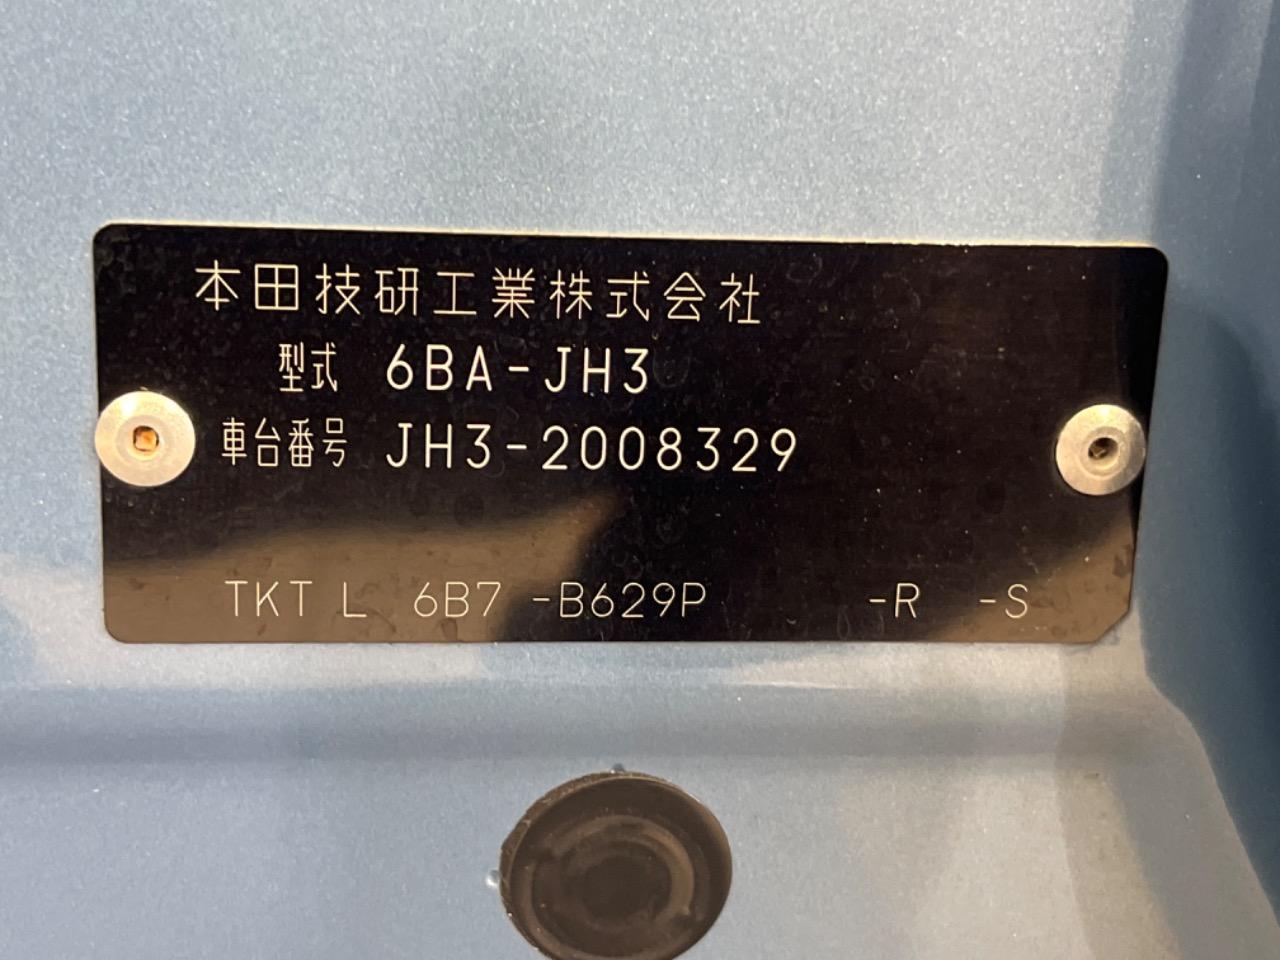 本田技研工業株式会社
型式 6BA-JH3
車台番号 JH3-2008329
TKT L 6B7 -B629P -R -S